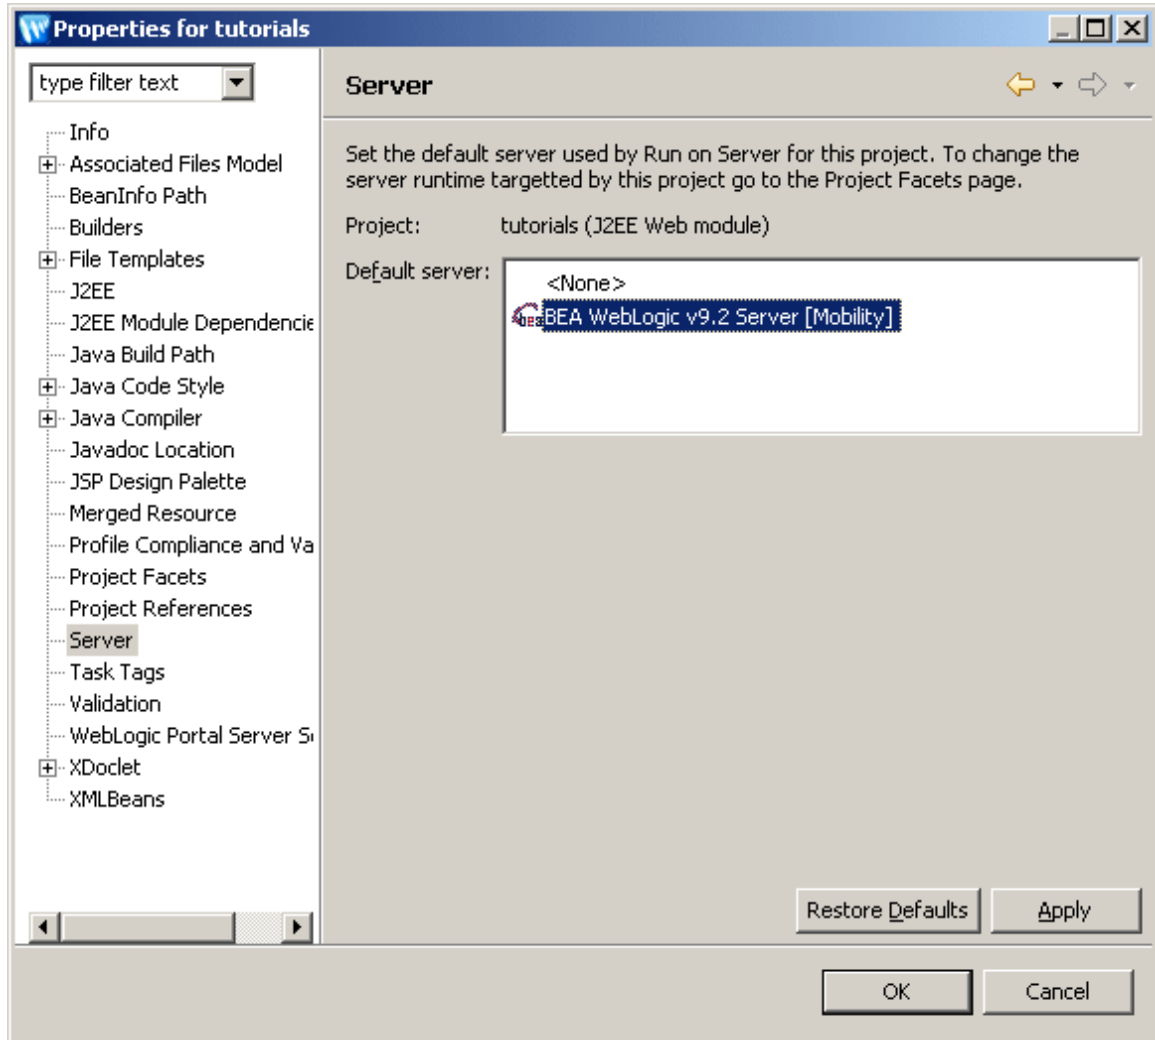 Properties for tutorials
type filter text
Info
Associated Files Model
BeanInfo Path
Builders
File Templates
J2EE
J2EE Module Dependencie
Java Build Path
Java Code Style
Java Compiler
Javadoc Location
JSP Design Palette
Merged Resource
Profile Compliance and Va
Project Facets
Project References
Server
Task Tags
Validation
WebLogic Portal Server S
XDoclet
XMLBeans
Server
Set the default server used by Run on Server for this project. To change the
server runtime targetted by this project go to the Project Facets page.
Project: tutorials (J2EE Web module)
Default server:
<None>
BEA WebLogic v9.2 Server [Mobility]
Restore Defaults Apply
OK Cancel